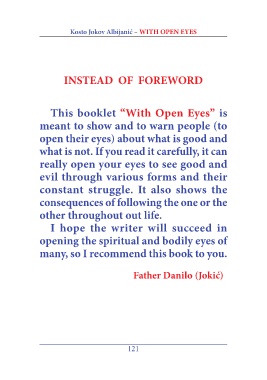 Kosto Jokov Albijanić – WITH OPEN EYES
INSTEAD OF FOREWORD
This booklet “With Open Eyes” is
meant to show and to warn people (to
open their eyes) about what is good and
what is not. If you read it carefully, it can
really open your eyes to see good and
evil through various forms and their
constant struggle. It also shows the
consequences of following the one or the
other throughout out life.
I hope the writer will succeed in
opening the spiritual and bodily eyes of
many, so I recommend this book to you.
Father Danilo (Jokić)
121